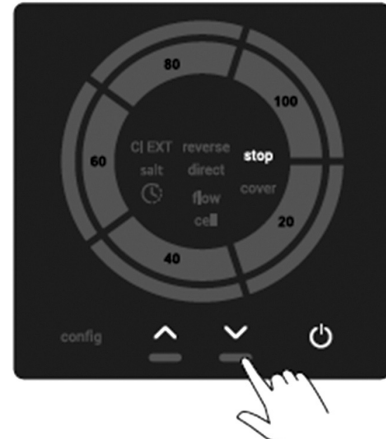 80
100
Cl EXT reverse stop
60 salt direct
flow cover
cell 20
40
config